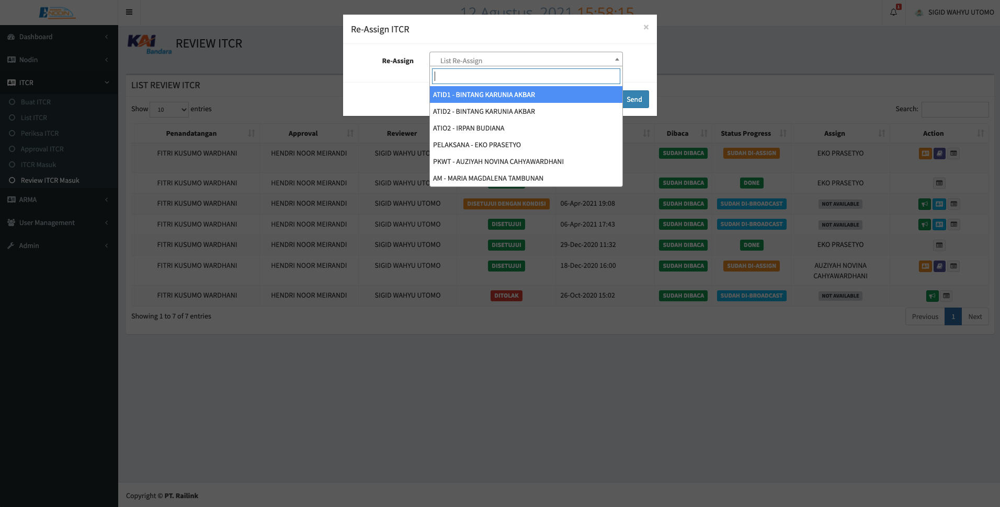 NODIN
12 Agustus 2021 15:58:15
1
SIGID WAHYU UTOMO
Dashboard
Nodin
ITCR
Buat ITCR
List ITCR
Periksa ITCR
Approval ITCR
ITCR Masuk
Review ITCR Masuk
ARMA
User Management
Admin
KAI Bandara
REVIEW ITCR
Re-Assign ITCR
×
Re-Assign
List Re-Assign
ATID1 - BINTANG KARUNIA AKBAR
ATID2 - BINTANG KARUNIA AKBAR
ATIO2 - IRPAN BUDIANA
PELAKSANA - EKO PRASETYO
PKWT - AUZIYAH NOVINA CAHYAWARDHANI
AM - MARIA MAGDALENA TAMBUNAN
Send
LIST REVIEW ITCR
Show 10 entries
Search:
Penandatangan Approval Reviewer Dibaca Status Progress Assign Action
FITRI KUSUMO WARDHANI HENDRI NOOR MEIRANDI SIGID WAHYU UTO SUDAH DIBACA SUDAH DI-ASSIGN EKO PRASETYO
FITRI KUSUMO WARDHANI HENDRI NOOR MEIRANDI SIGID WAHYU UTO SUDAH DIBACA DONE EKO PRASETYO
FITRI KUSUMO WARDHANI HENDRI NOOR MEIRANDI SIGID WAHYU UTOMO DISETUJUI DENGAN KONDISI 06-Apr-2021 19:08 SUDAH DIBACA SUDAH DI-BROADCAST NOT AVAILABLE
FITRI KUSUMO WARDHANI HENDRI NOOR MEIRANDI SIGID WAHYU UTOMO DISETUJUI 06-Apr-2021 17:43 SUDAH DIBACA SUDAH DI-BROADCAST NOT AVAILABLE
FITRI KUSUMO WARDHANI HENDRI NOOR MEIRANDI SIGID WAHYU UTOMO DISETUJUI 29-Dec-2020 11:32 SUDAH DIBACA DONE EKO PRASETYO
FITRI KUSUMO WARDHANI HENDRI NOOR MEIRANDI SIGID WAHYU UTOMO DISETUJUI 18-Dec-2020 16:00 SUDAH DIBACA SUDAH DI-ASSIGN AUZIYAH NOVINA
CAHYAWARDHANI
FITRI KUSUMO WARDHANI HENDRI NOOR MEIRANDI SIGID WAHYU UTOMO DITOLAK 26-Oct-2020 15:02 SUDAH DIBACA SUDAH DI-BROADCAST NOT AVAILABLE
Showing 1 to 7 of 7 entries
Previous 1 Next
Copyright © PT. Railink